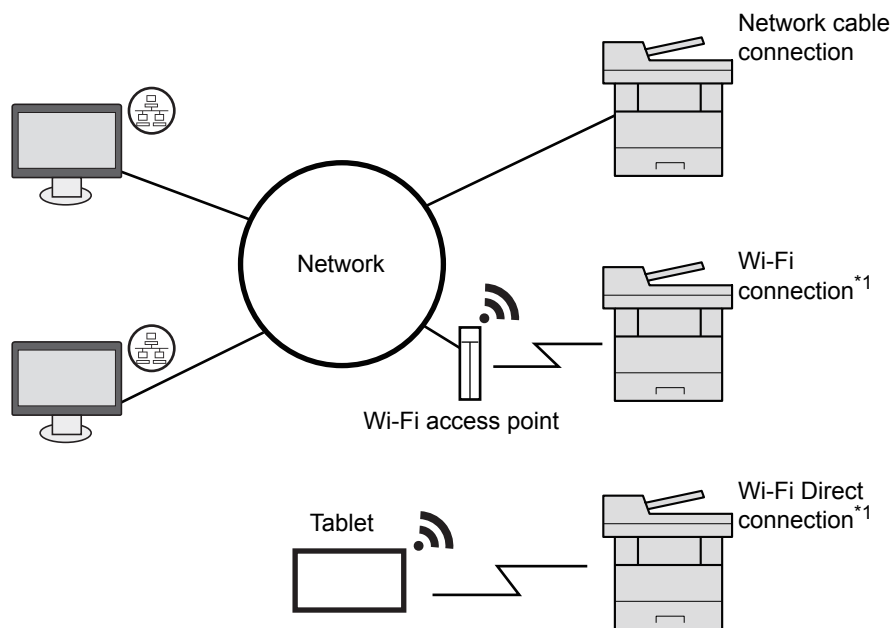 Network cable
connection
Network
Wi-Fi
connection*1
Wi-Fi access point
Wi-Fi Direct
connection*1
Tablet